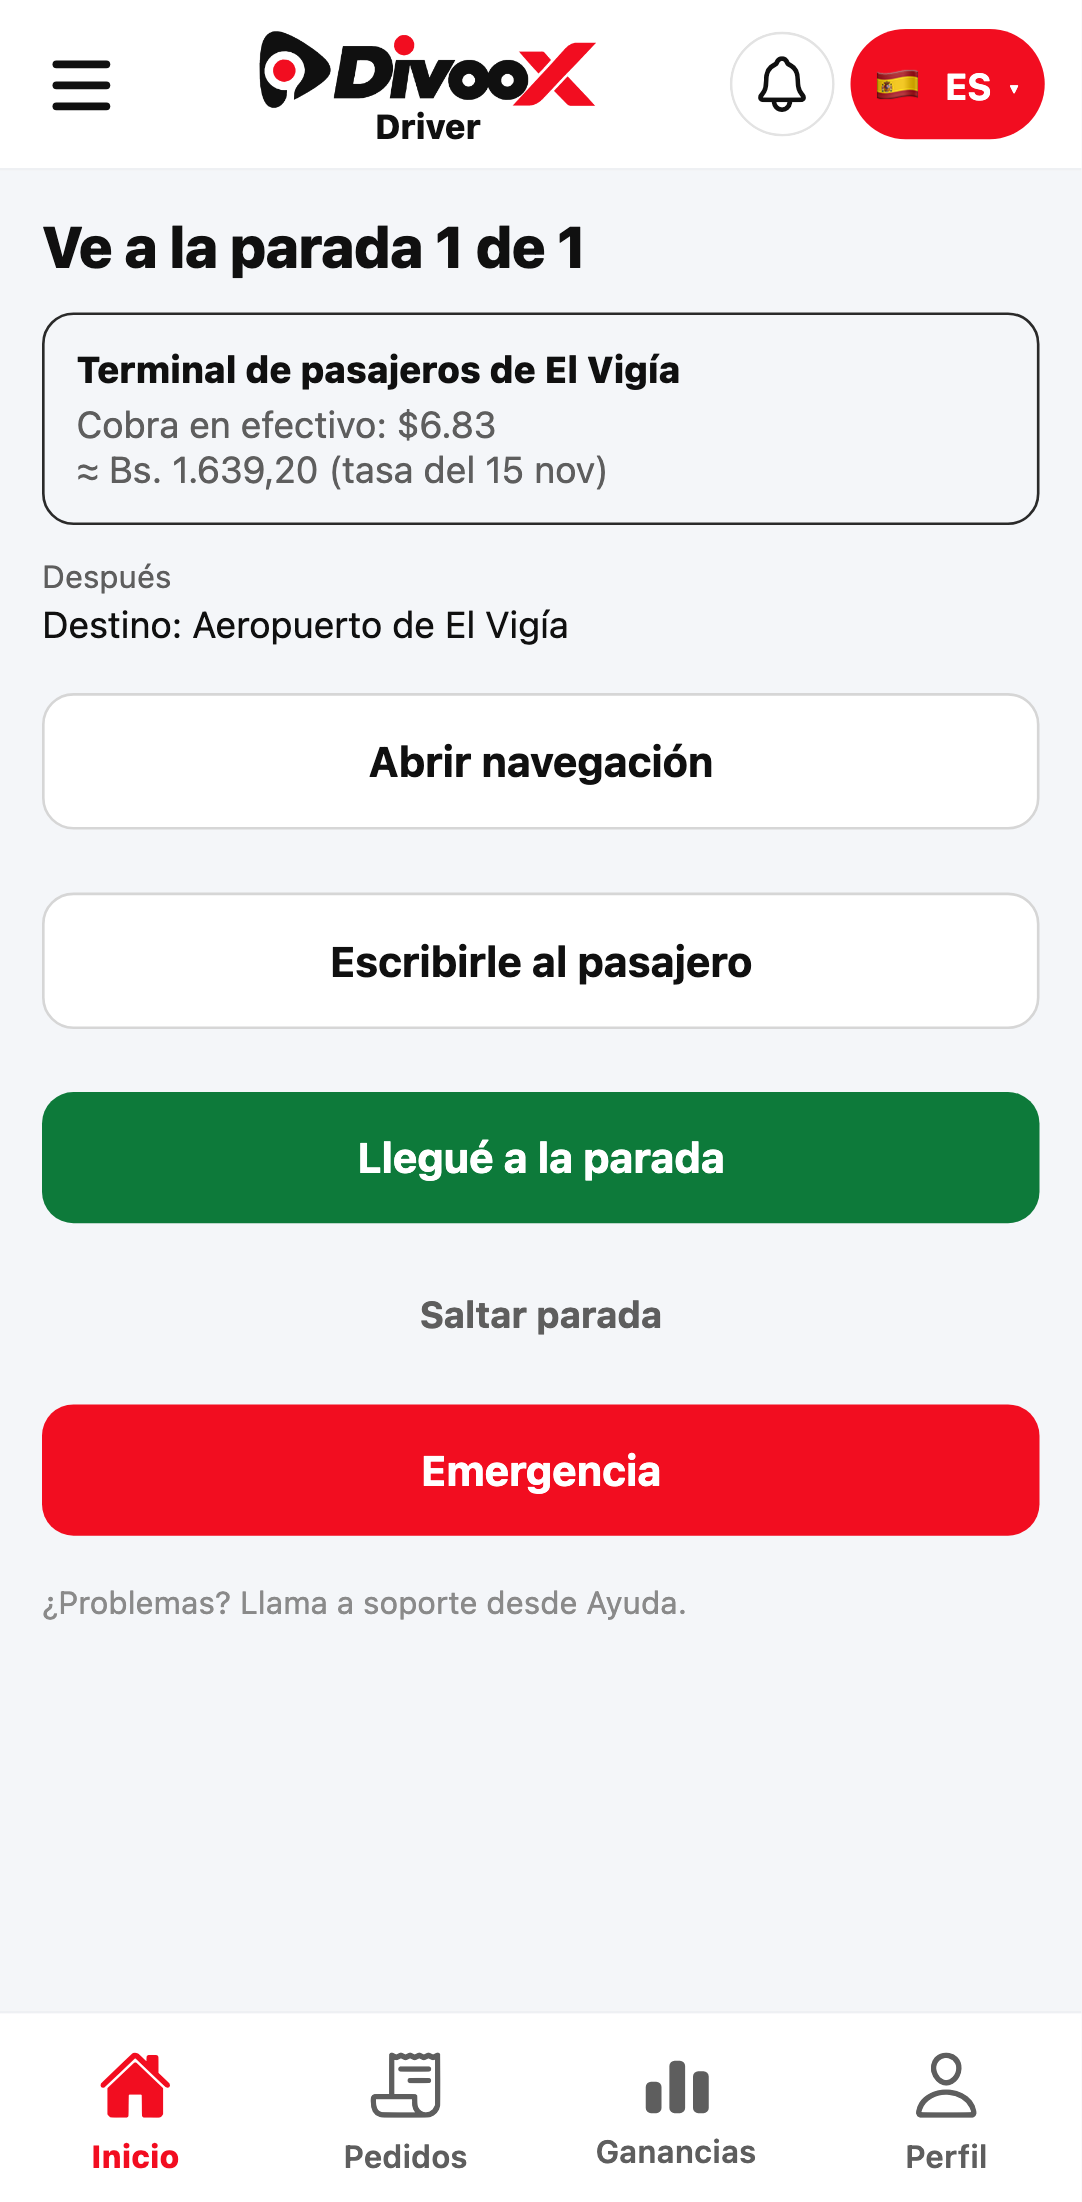 DivooX
Driver
ES
Ve a la parada 1 de 1
Terminal de pasajeros de El Vigía
Cobra en efectivo: $6.83
≈ Bs. 1.639,20 (tasa del 15 nov)
Después
Destino: Aeropuerto de El Vigía
Abrir navegación
Escribirle al pasajero
Llegué a la parada
Saltar parada
Emergencia
¿Problemas? Llama a soporte desde Ayuda.
Inicio
Pedidos
Ganancias
Perfil